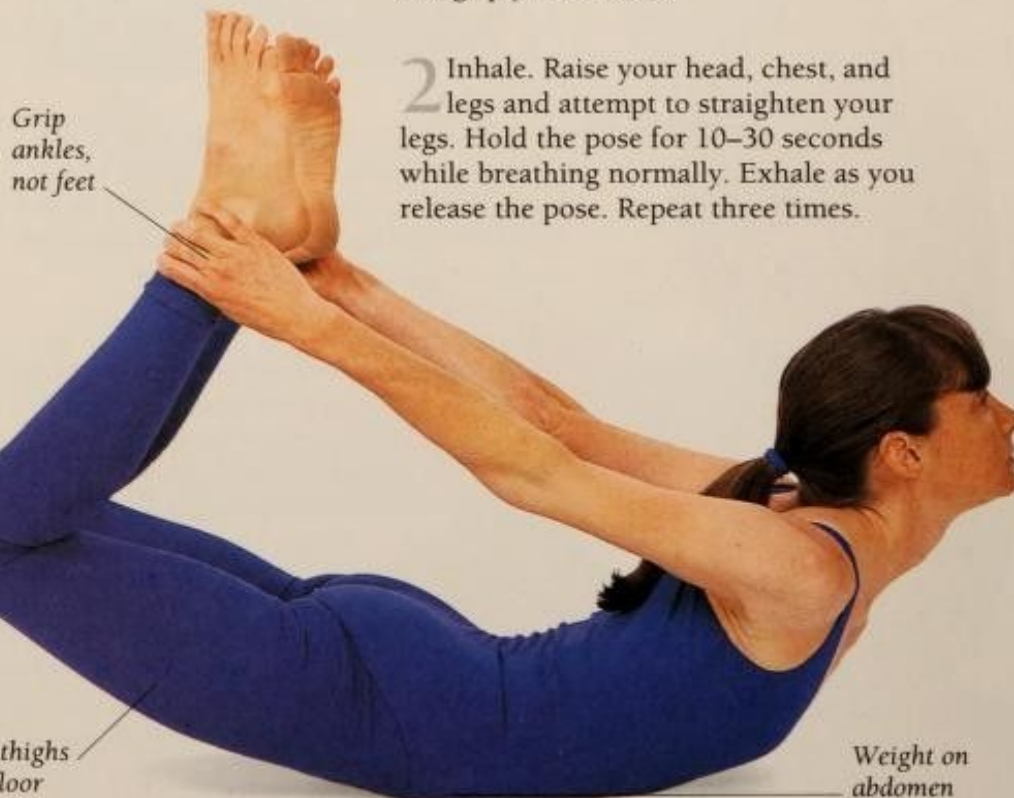 2 Inhale. Raise your head, chest, and
legs and attempt to straighten your
legs. Hold the pose for 10–30 seconds
while breathing normally. Exhale as you
release the pose. Repeat three times.
Grip
ankles,
not feet
thighs
loor
Weight on
abdomen